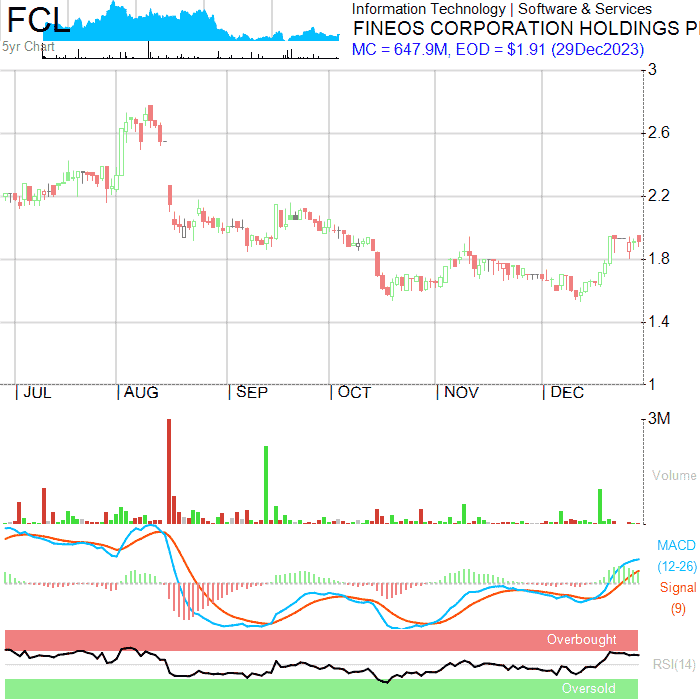 FCL
5yr Chart
Information Technology | Software & Services
FINEOS CORPORATION HOLDINGS P
MC = 647.9M, EOD = $1.91 (29Dec2023)
3
2.6
2.2
1.8
1.4
1
JUL AUG SEP OCT NOV DEC
3M
Volume
MACD
(12-26)
Signal
(9)
Overbought
RSI(14)
Oversold